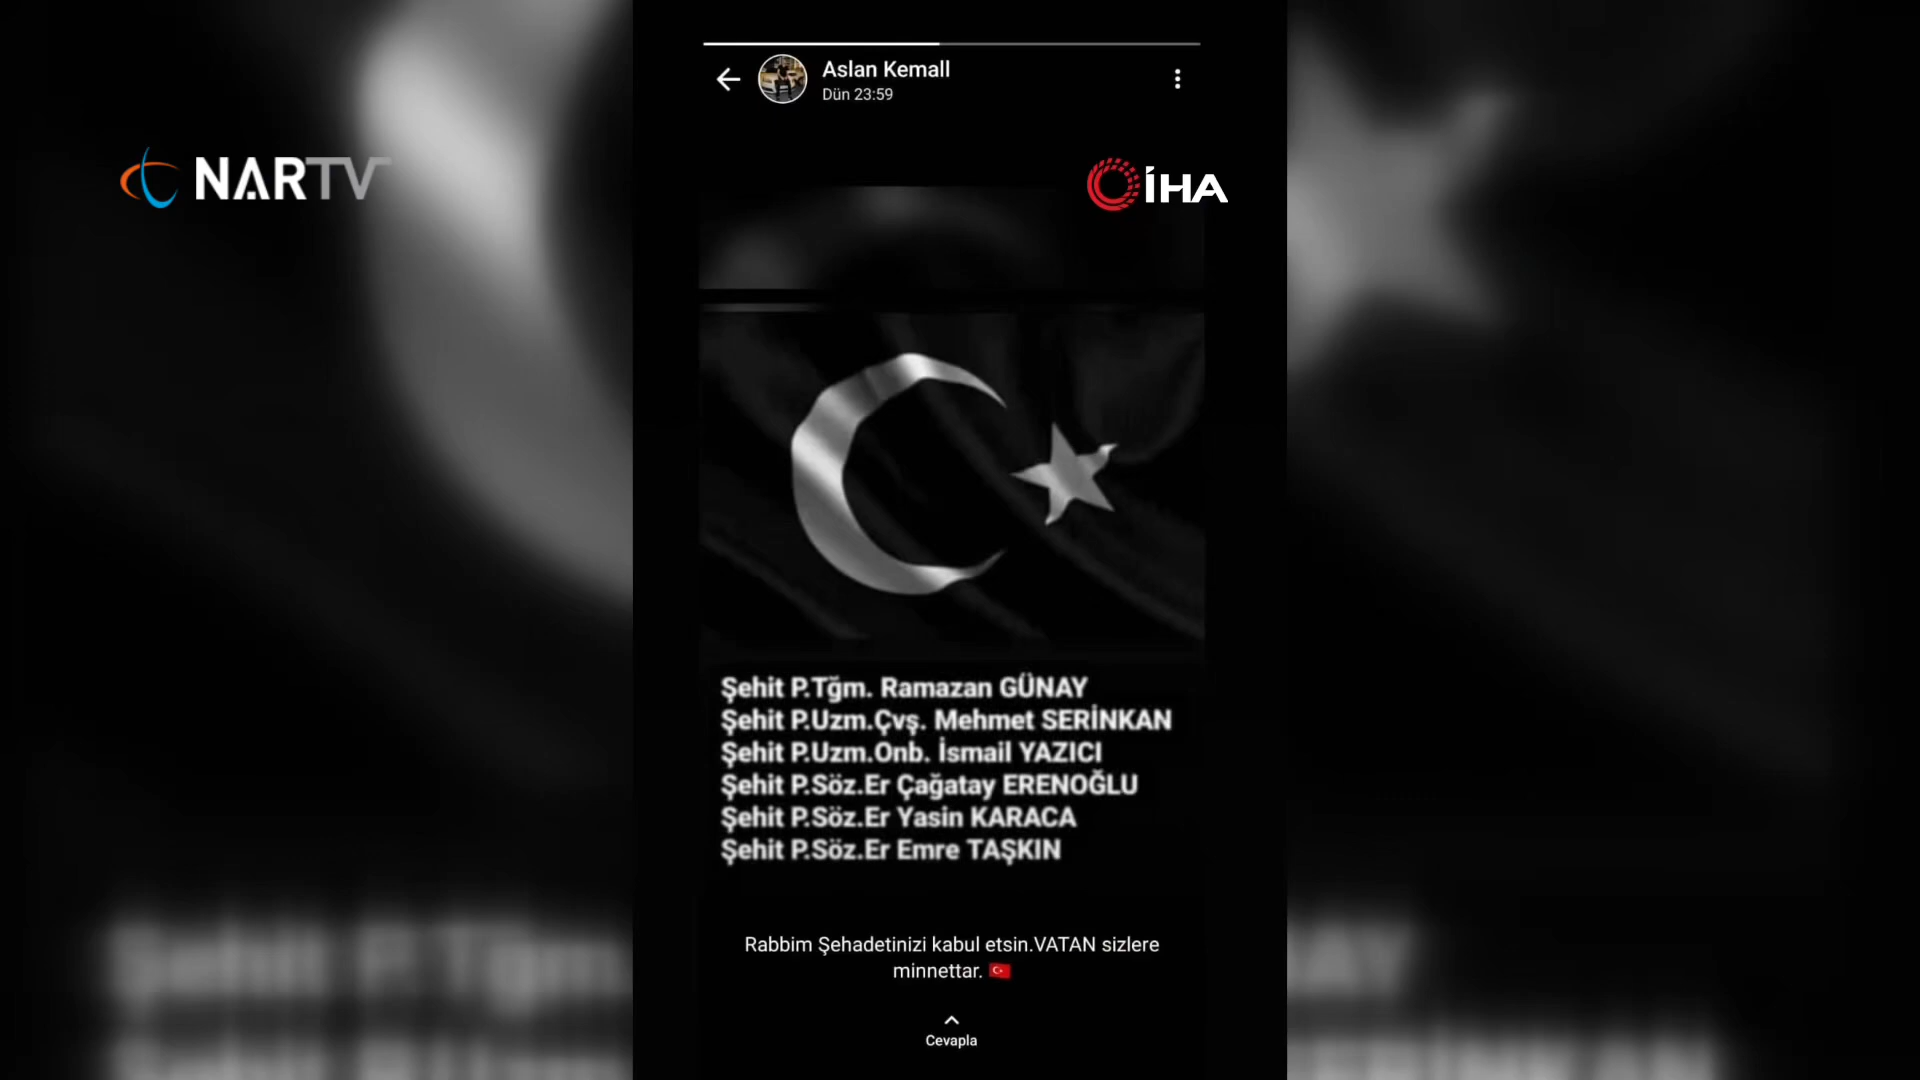 Aslan Kemall
Dün 23:59
NARTV
İHA
Şehit P.Tğm. Ramazan GÜNAY
Şehit P.Uzm.Çvş. Mehmet SERİNKAN
Şehit P.Uzm.Onb. İsmail YAZICI
Şehit P.Söz.Er Çağatay ERENOĞLU
Şehit P.Söz.Er Yasin KARACA
Şehit P.Söz.Er Emre TAŞKIN
Rabbim Şehadetinizi kabul etsin.VATAN sizlere
minnettar. 🇹🇷
Cevapla
Şehit P.Tğm.